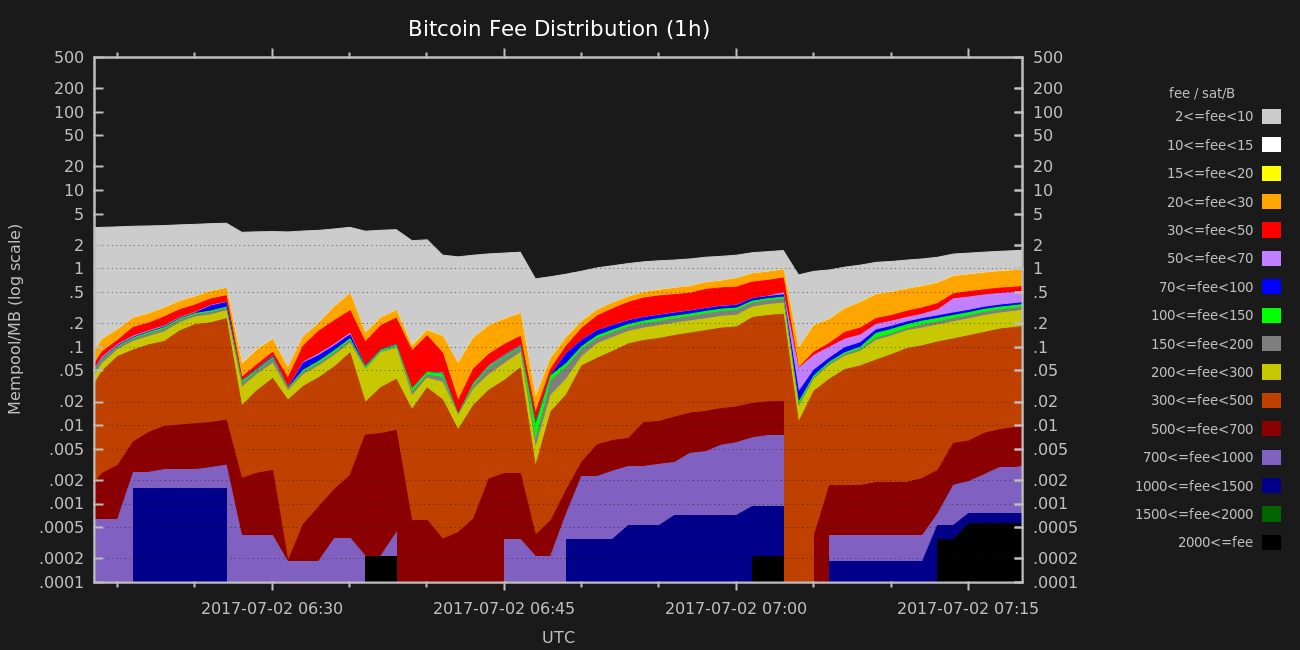 Bitcoin Fee Distribution (1h)
500 500
200 200
100 100
50 50
20 20
10 10
5 5
2 2
1 1
.5 .5
.2 .2
.1 .1
.05 .05
.02 .02
.01 .01
.005 .005
.002 .002
.001 .001
.0005 .0005
.0002 .0002
.0001 .0001
Mempool/MB (log scale)
2017-07-02 06:30 2017-07-02 06:45 2017-07-02 07:00 2017-07-02 07:15
UTC
fee / sat/B
2<=fee<10
10<=fee<15
15<=fee<20
20<=fee<30
30<=fee<50
50<=fee<70
70<=fee<100
100<=fee<150
150<=fee<200
200<=fee<300
300<=fee<500
500<=fee<700
700<=fee<1000
1000<=fee<1500
1500<=fee<2000
2000<=fee